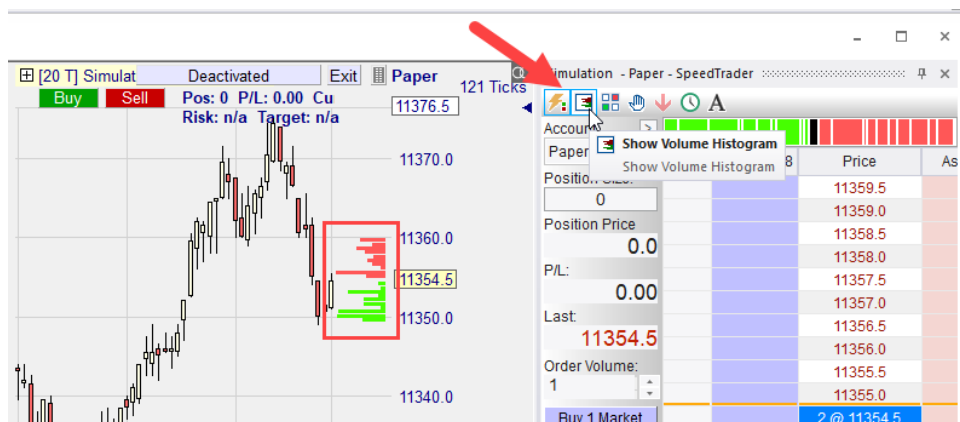 [20 T] Simulat
Deactivated
Exit
Paper
121 Ticks
Buy
Sell
Pos: 0 P/L: 0.00 Cu
Risk: n/a Target: n/a
11376.5
11370.0
11360.0
11354.5
11350.0
11340.0
Simulation - Paper - SpeedTrader
A
Account
>
Paper
Show Volume Histogram
Show Volume Histogram
8
Price
As
Position Size:
0
Position Price
0.0
P/L:
0.00
Last:
11354.5
Order Volume:
1
Buy 1 Market
11359.5
11359.0
11358.5
11358.0
11357.5
11357.0
11356.5
11356.0
11355.5
11355.0
2 @ 11354.5